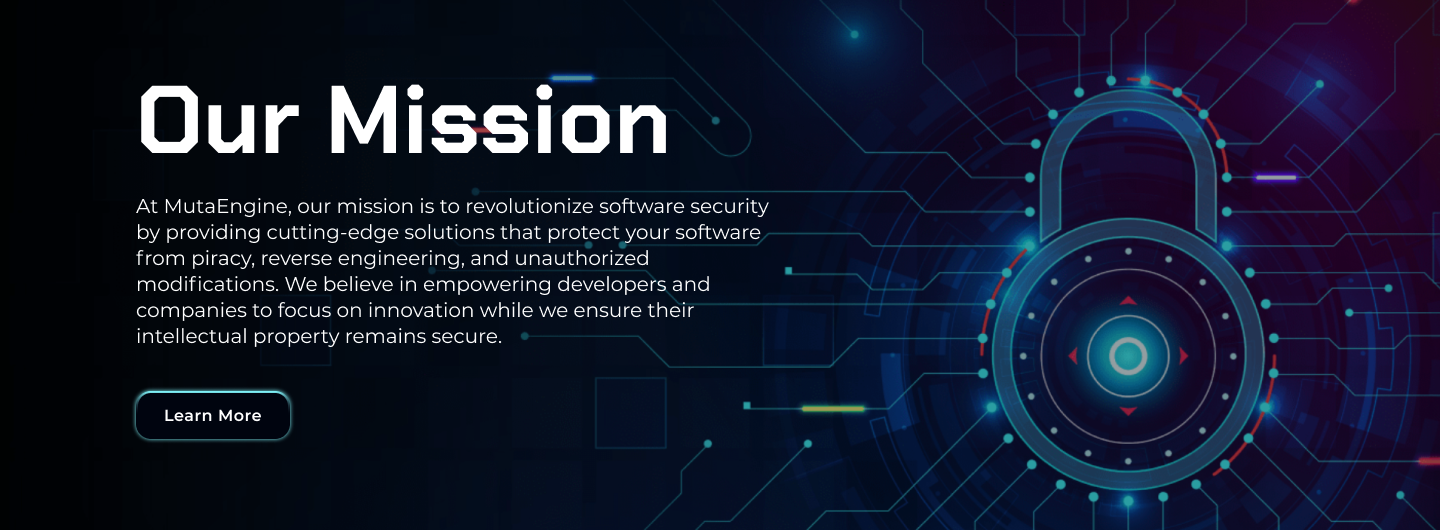 Our Mission
At MutaEngine, our mission is to revolutionize software security
by providing cutting-edge solutions that protect your software
from piracy, reverse engineering, and unauthorized
modifications. We believe in empowering developers and
companies to focus on innovation while we ensure their
intellectual property remains secure.
Learn More